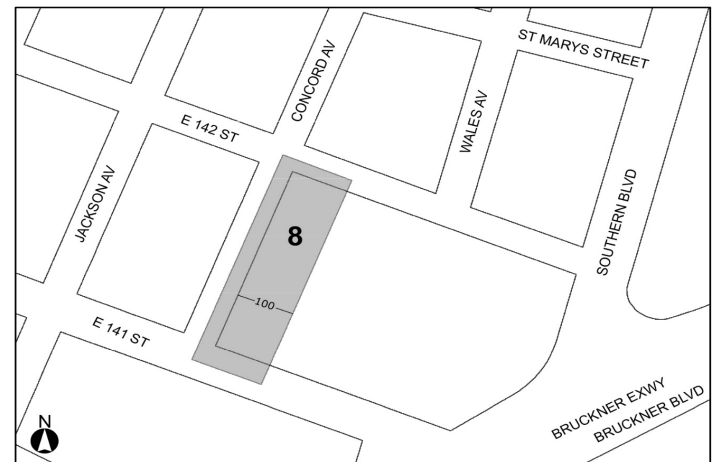 ST MARYS STREET
CONCORD AV
E 142 ST
WALES AV
JACKSON AV
SOUTHERN BLVD
8
100
E 141 ST
BRUCKNER EXWY
BRUCKNER BLVD
N